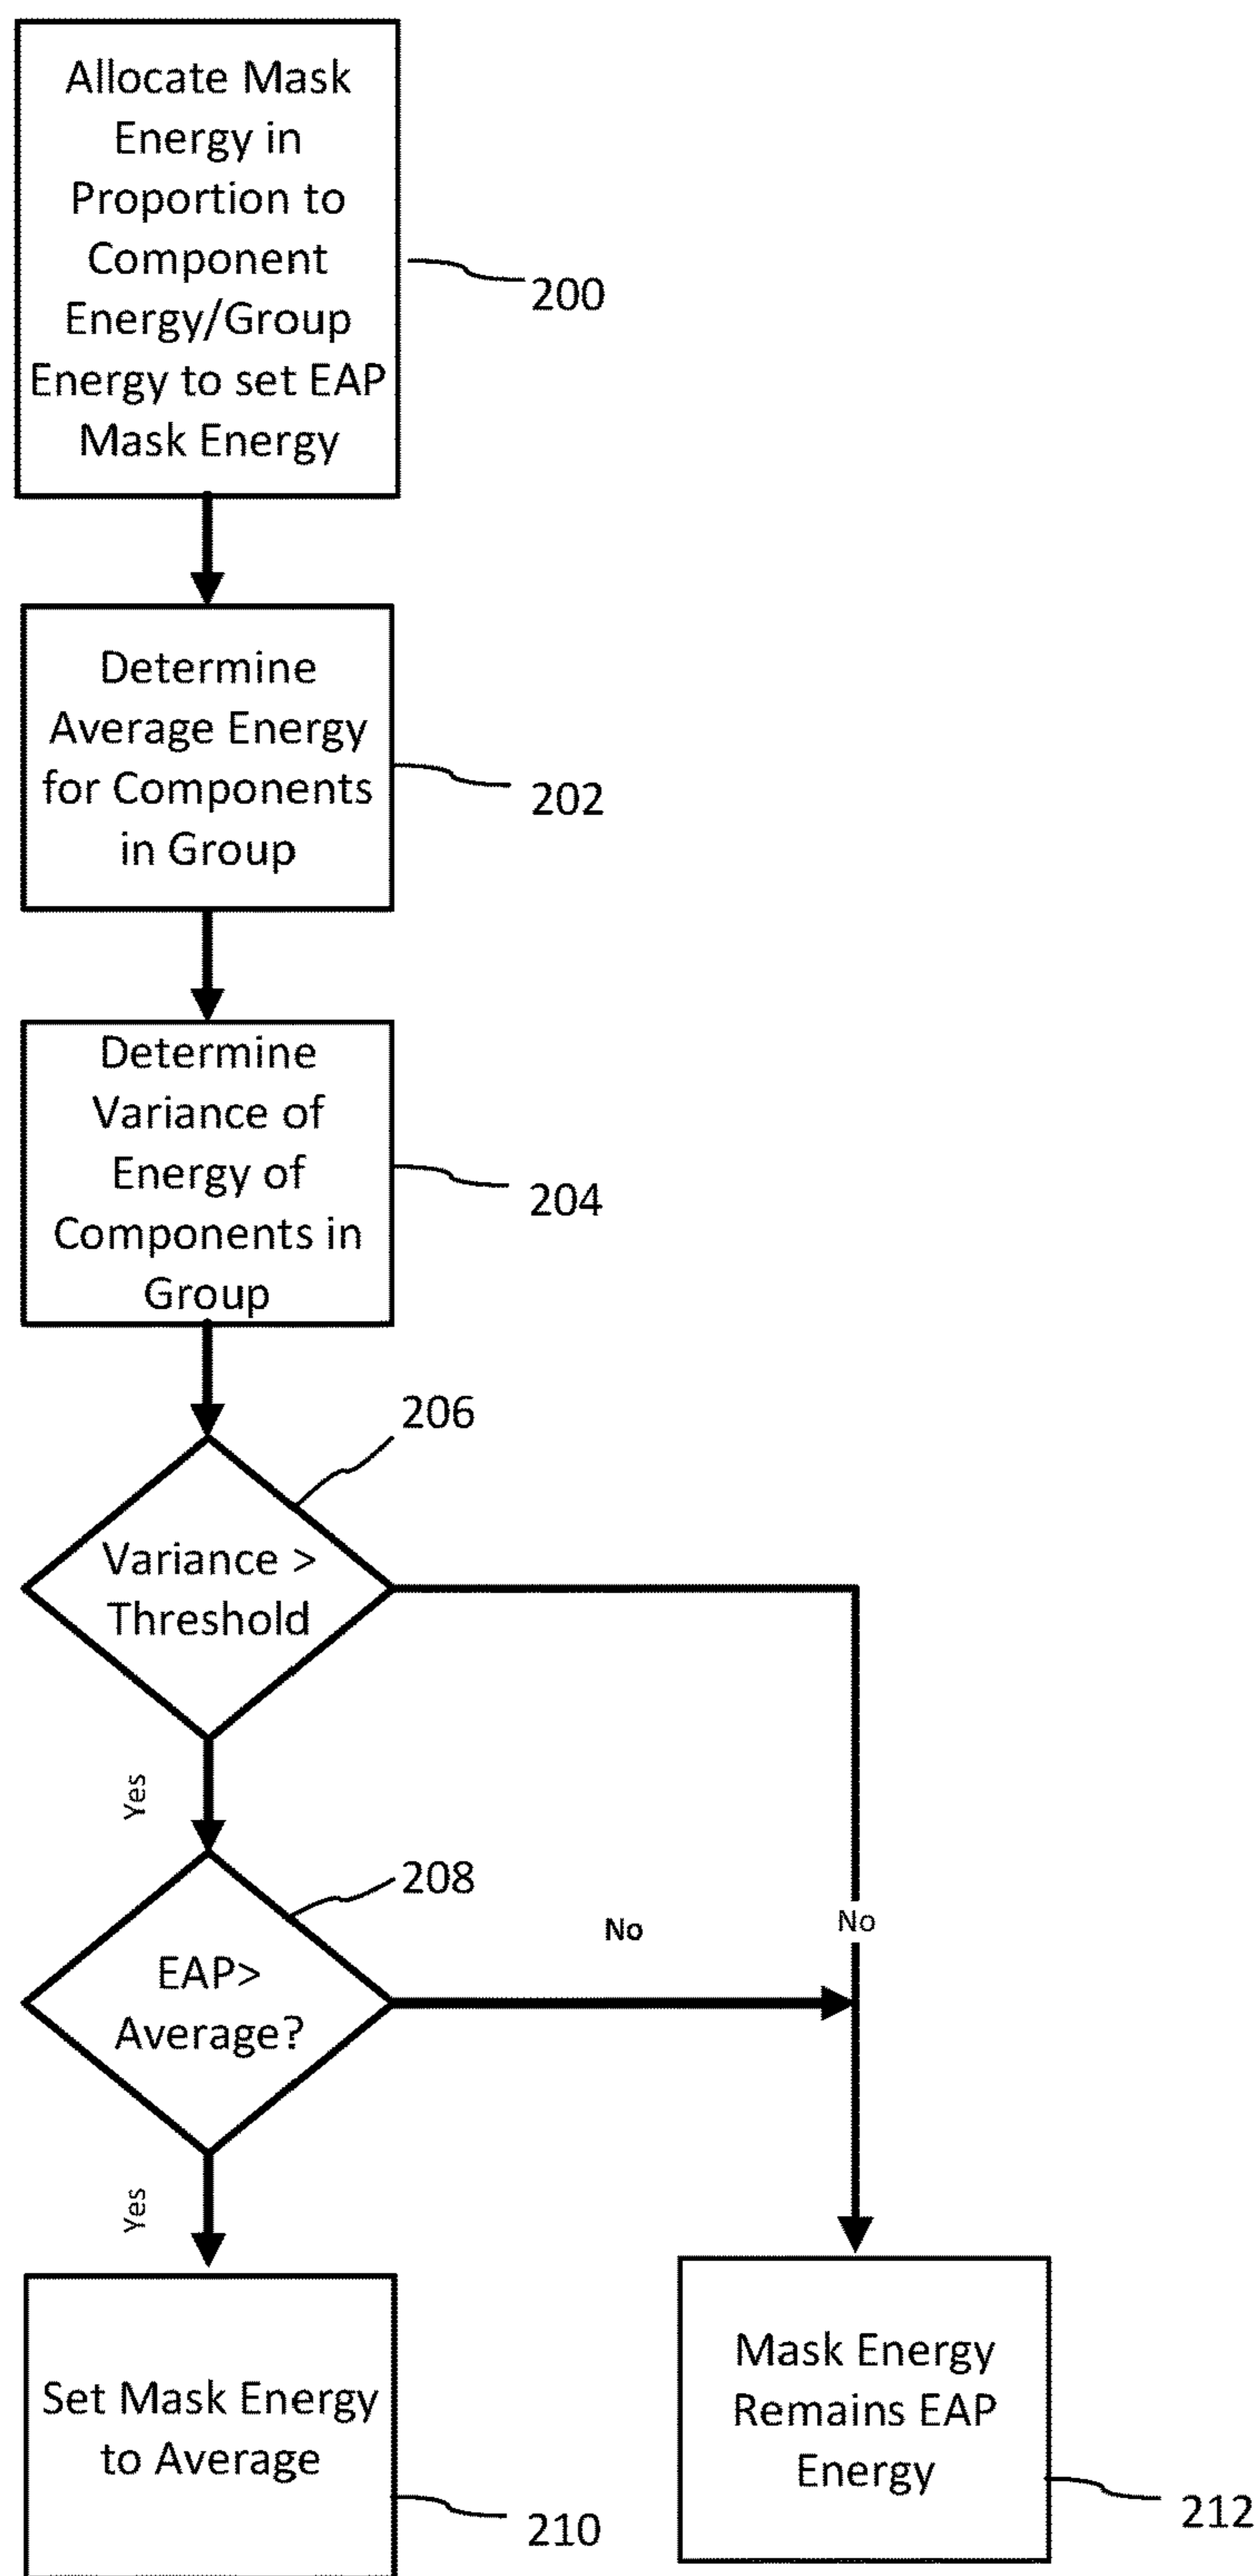 Allocate Mask
Energy in
Proportion to
Component
Energy/Group
Energy to set EAP
Mask Energy
200
Determine
Average Energy
for Components
in Group
202
Determine
Variance of
Energy of
Components in
Group
204
206
Variance >
Threshold
Yes
208
No
No
EAP>
Average?
Yes
Set Mask Energy
to Average
210
Mask Energy
Remains EAP
Energy
212